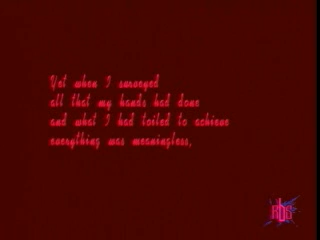 Yet when I surveyed
all that my hands had done
and what I had toiled to achieve
everything was meaningless,